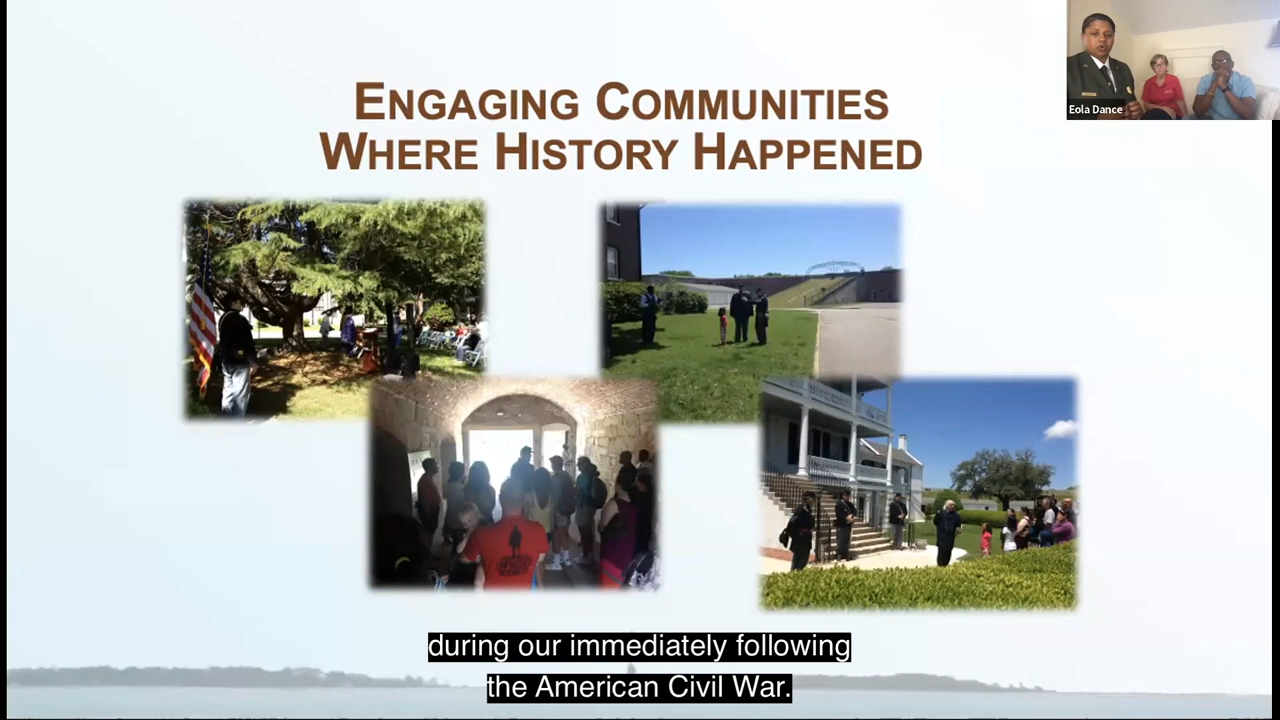 ENGAGING COMMUNITIES
WHERE HISTORY HAPPENED
Eola Dance
during our immediately following
the American Civil War.